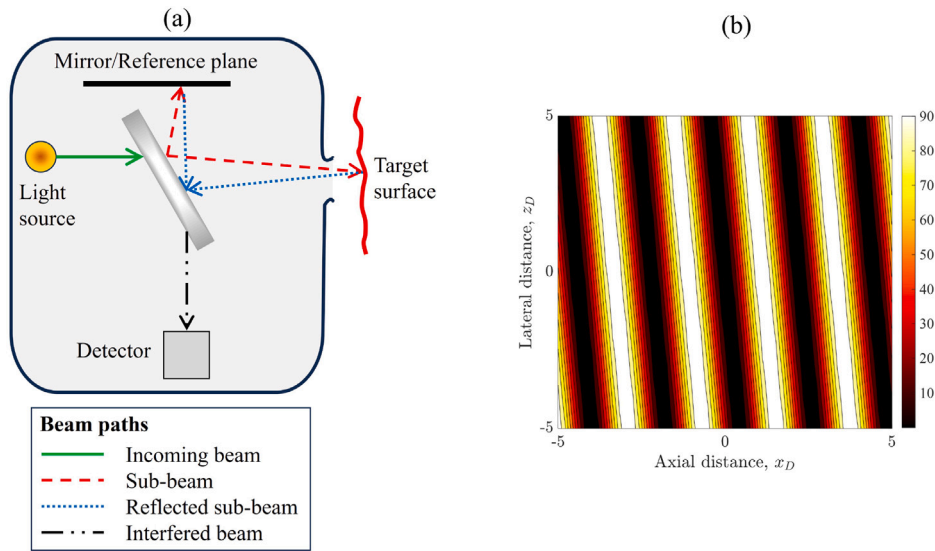 (a)
Mirror/Reference plane
Light
source
Target
surface
Detector
Beam paths
Incoming beam
Sub-beam
Reflected sub-beam
Interfered beam
(b)
5
0
-5
Lateral distance, z_D
-5
0
5
Axial distance, x_D
90
80
70
60
50
40
30
20
10